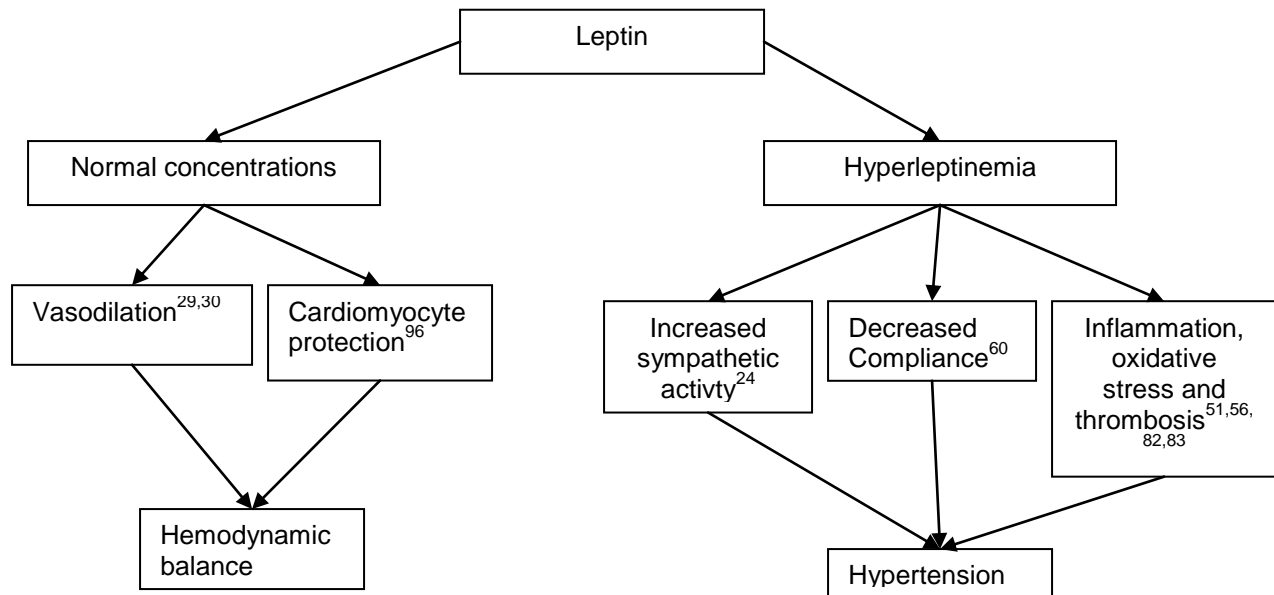 Leptin
Normal concentrations
Hyperleptinemia
Vasodilation29,30
Cardiomyocyte
protection96
Increased
sympathetic
activty24
Decreased
Compliance60
Inflammation,
oxidative
stress and
thrombosis51,56,
82,83
Hemodynamic
balance
Hypertension